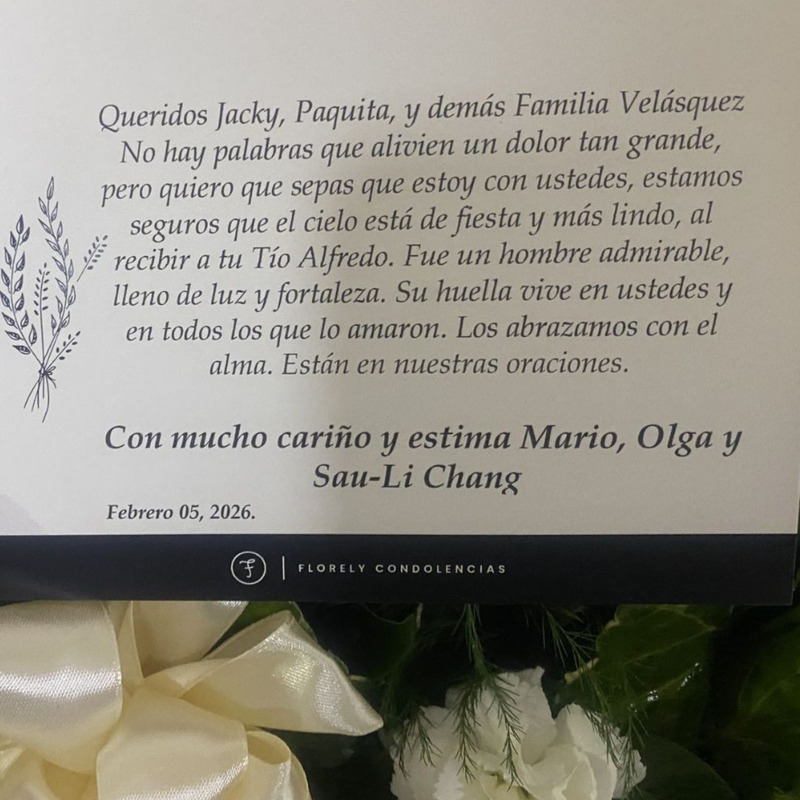 Queridos Jacky, Paquita, y demás Familia Velásquez
No hay palabras que alivien un dolor tan grande,
pero quiero que sepas que estoy con ustedes, estamos
seguros que el cielo está de fiesta y más lindo, al
recibir a tu Tío Alfredo. Fue un hombre admirable,
lleno de luz y fortaleza. Su huella vive en ustedes y
en todos los que lo amaron. Los abrazamos con el
alma. Están en nuestras oraciones.
Con mucho cariño y estima Mario, Olga y
Sau-Li Chang
Febrero 05, 2026.
F | FLORELY CONDOLENCIAS